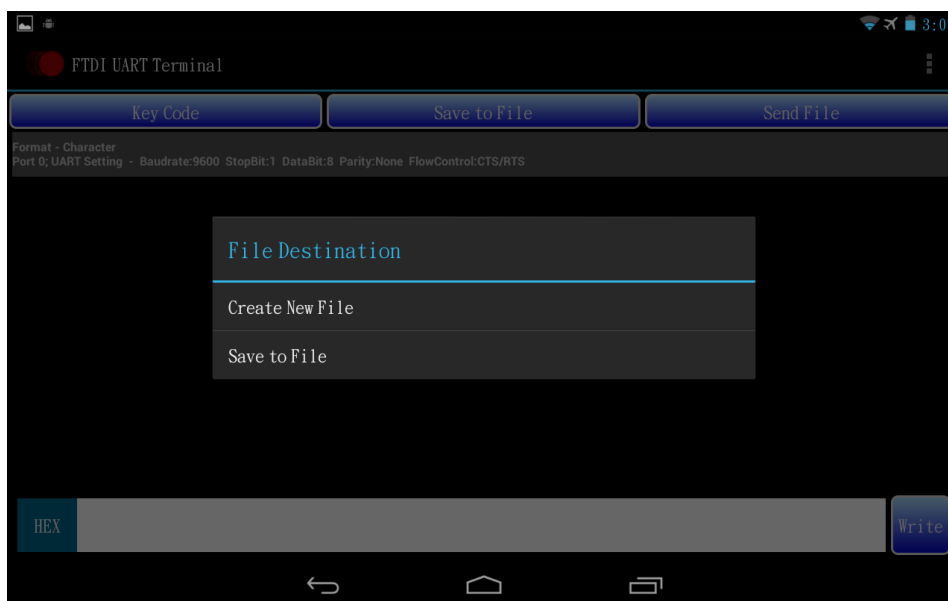 3:0
FTDI UART Terminal
Key Code
Save to File
Send File
Format - Character
Port 0; UART Setting - Baudrate:9600 StopBit:1 DataBit:8 Parity:None FlowControl:CTS/RTS
File Destination
Create New File
Save to File
HEX
Write